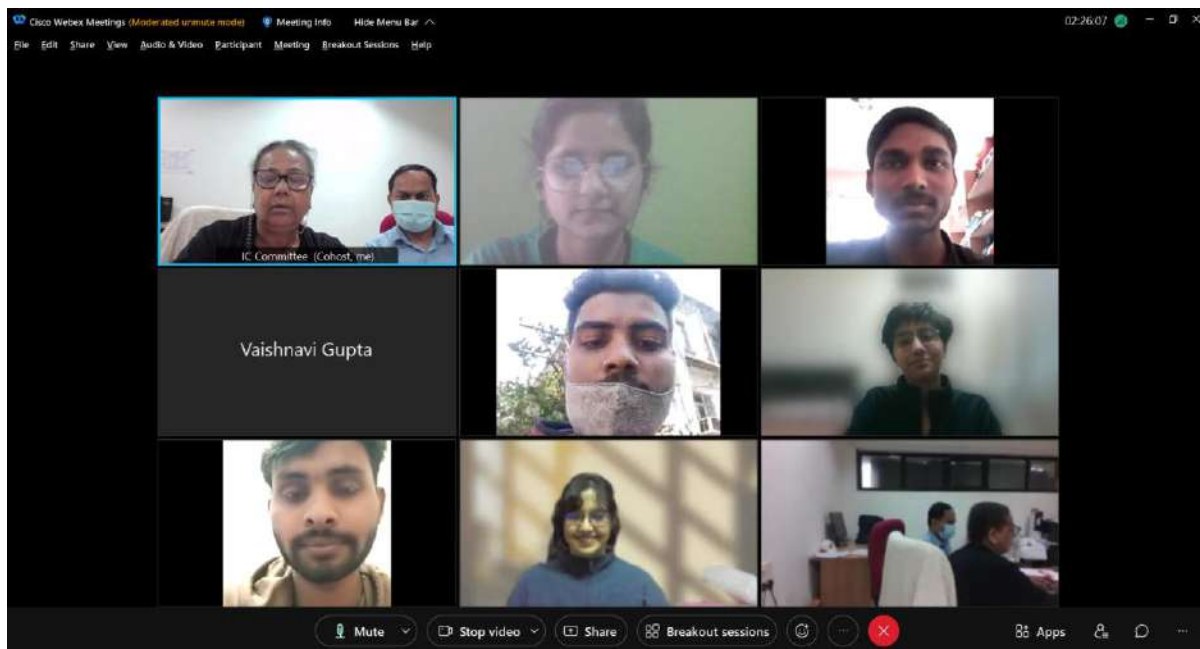 Cisco Webex Meetings (Moderated unmute mode) Meeting Info Hide Menu Bar 02:26:07
File Edit Share View Audio & Video Participant Meeting Breakout Sessions Help
IC Committee (Cohost, me)
Vaishnavi Gupta
Mute Stop video Share Breakout sessions Apps